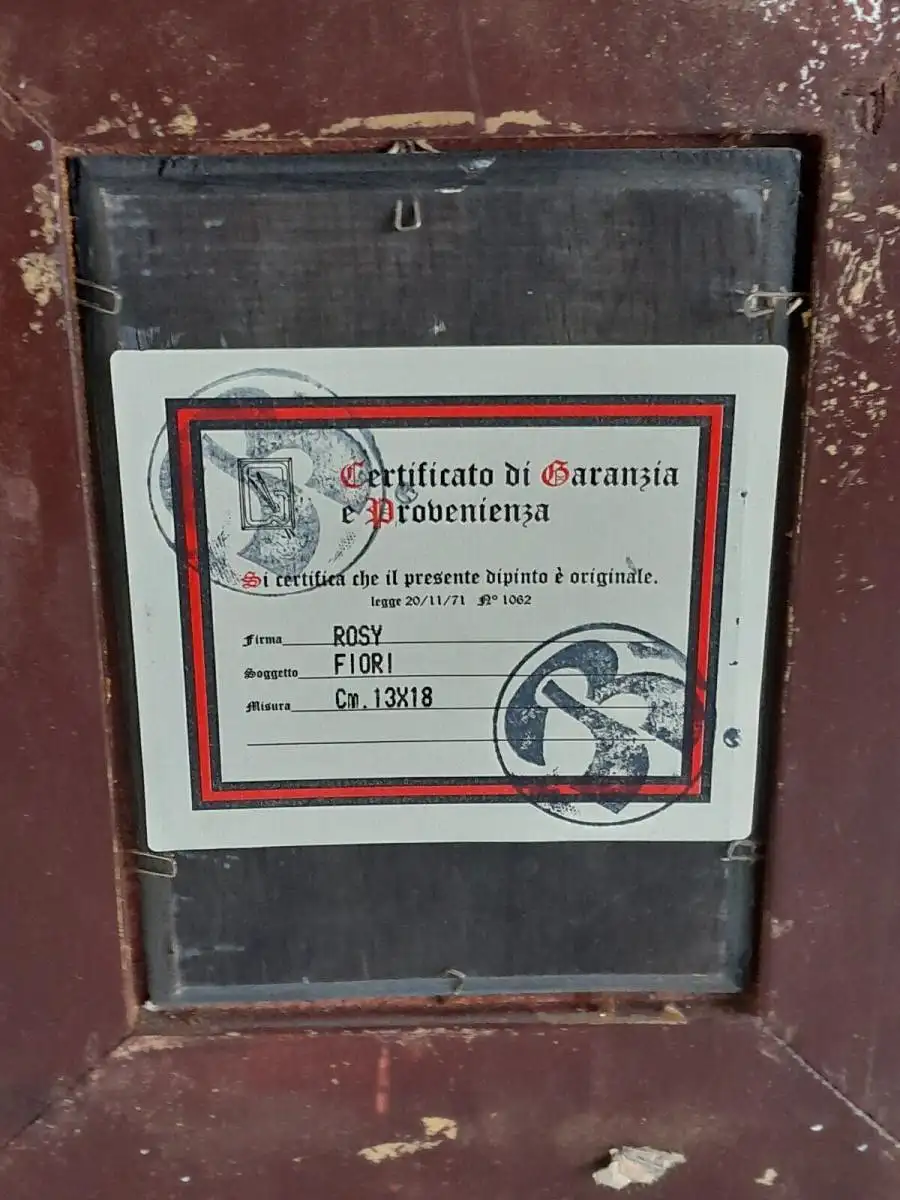 Certificato di Garanzia
e Provenienza
Si certifica che il presente dipinto è originale.
legge 20/11/71 Nº 1062
Firma ROSY
Soggetto FIORI
Misura Cm.13X18